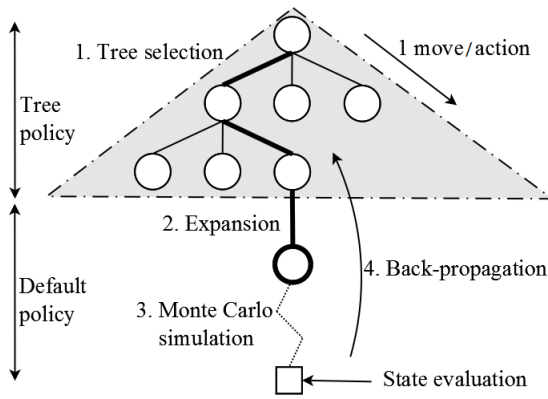 1. Tree selection
1 move/action
Tree
policy
2. Expansion
Default
policy
3. Monte Carlo
simulation
4. Back-propagation
State evaluation